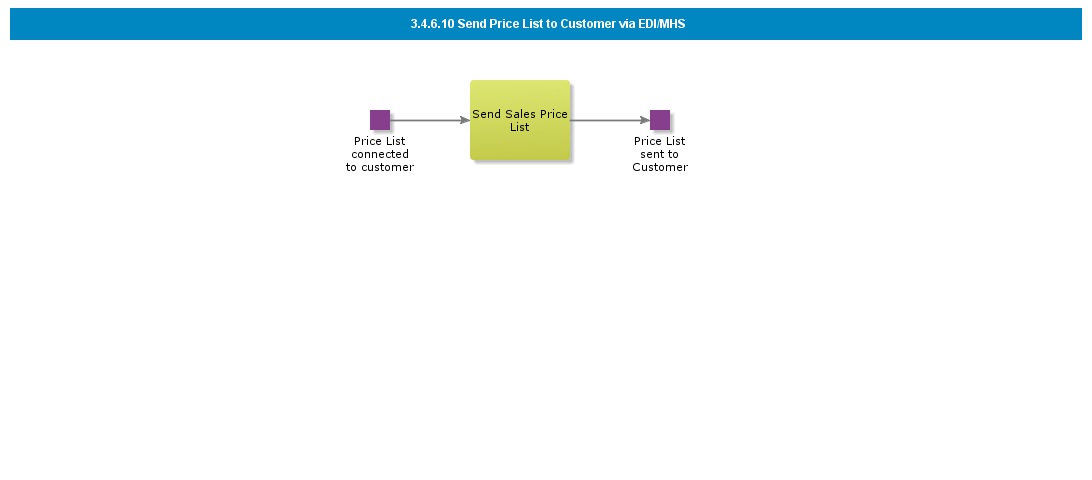 3.4.6.10 Send Price List to Customer via EDI/MHS
Send Sales Price
List
Price List
connected
to customer
Price List
sent to
Customer